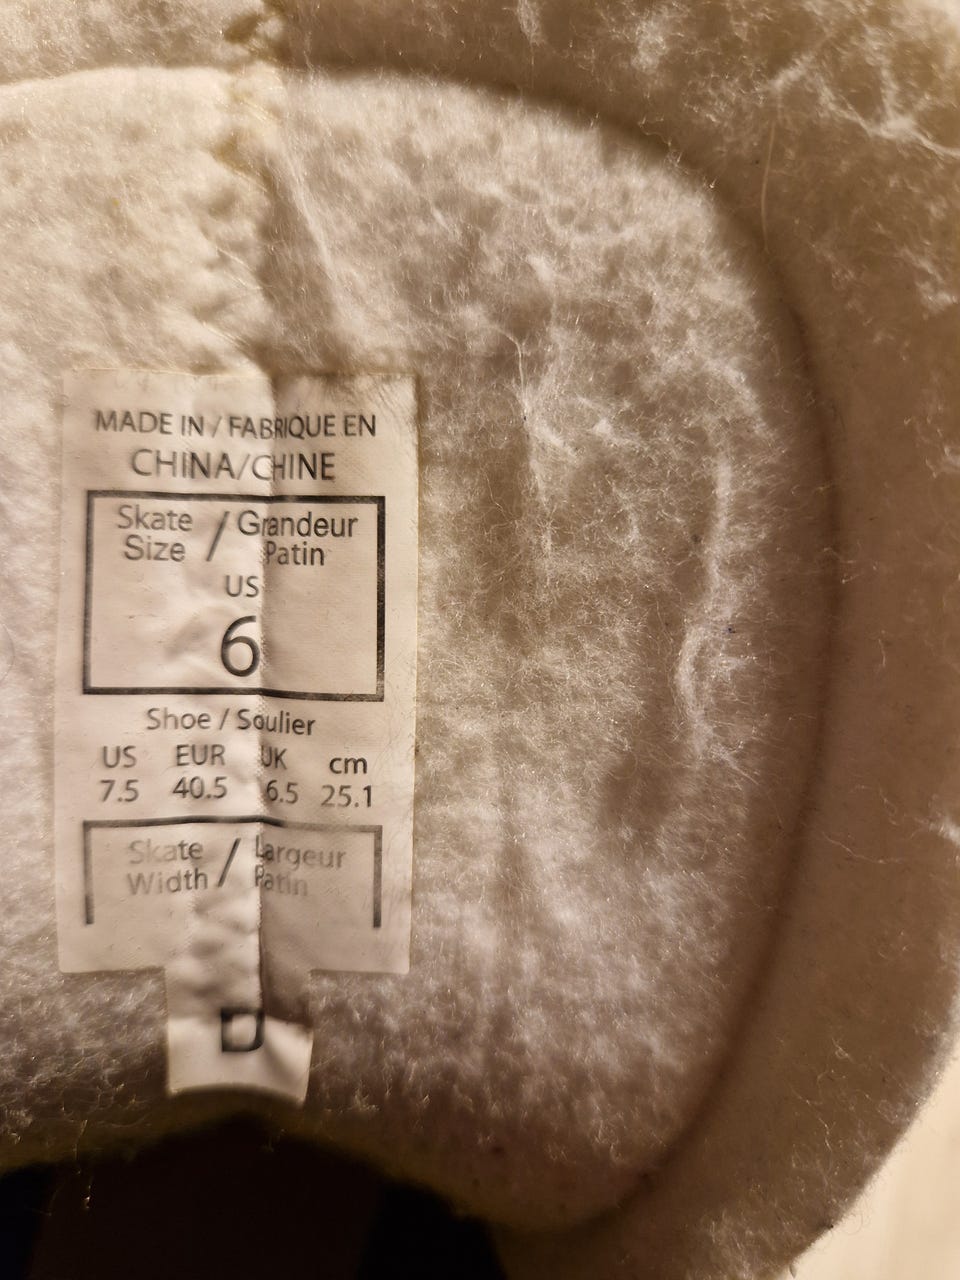 MADE IN / FABRIQUE EN
CHINA/CHINE
Skate / Grandeur
Size Patin
US
6
Shoe / Soulier
US EUR UK cm
7.5 40.5 6.5 25.1
Skate / Largeur
Width Patin
D